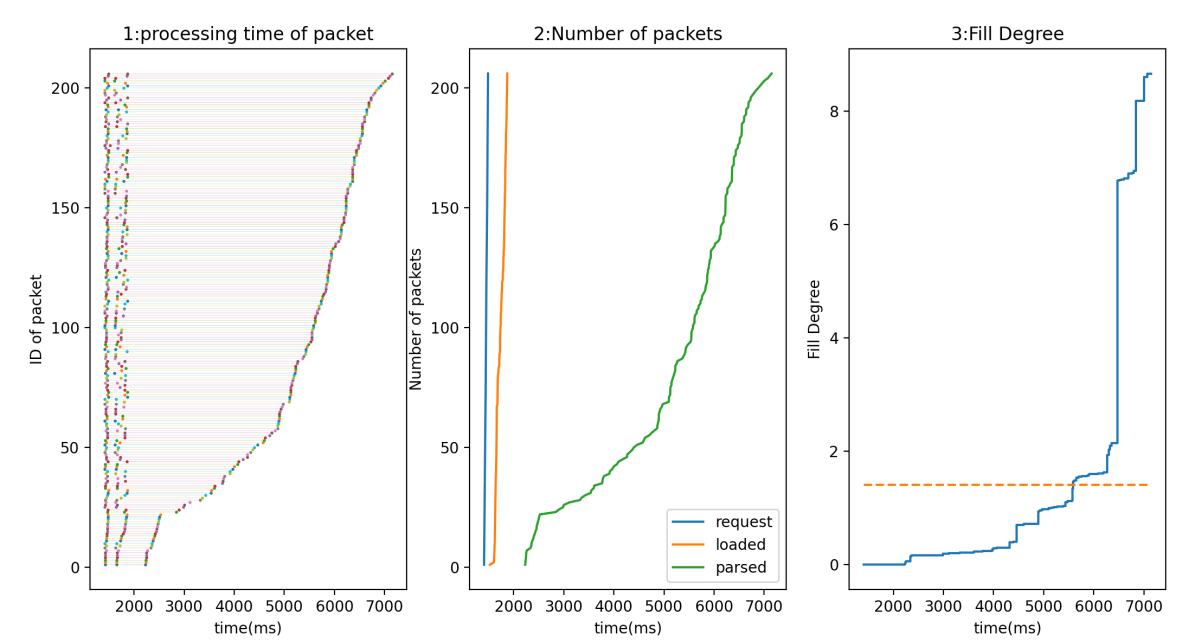 1:processing time of packet
ID of packet
200
150
100
50
0
2000 3000 4000 5000 6000 7000
time(ms)
2:Number of packets
Number of packets
200
150
100
50
0
request
loaded
parsed
2000 3000 4000 5000 6000 7000
time(ms)
3:Fill Degree
Fill Degree
8
6
4
2
0
2000 3000 4000 5000 6000 7000
time(ms)